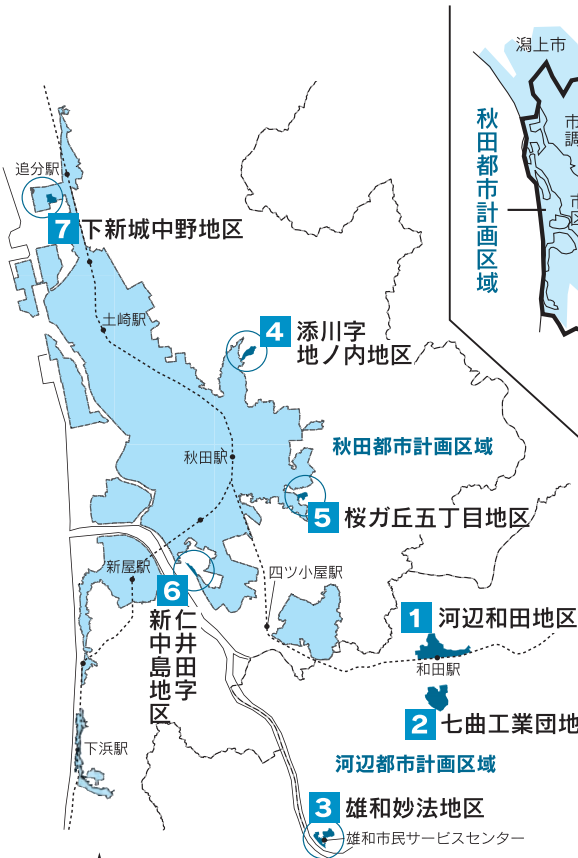 潟上市
市
調
市
区
秋田都市計画区域
追分駅
7 下新城中野地区
土崎駅
4 添川字
地ノ内地区
秋田駅
秋田都市計画区域
5 桜ガ丘五丁目地区
新屋駅
四ツ小屋駅
6
仁井田字
新中島地区
1 河辺和田地区
和田駅
2 七曲工業団地
下浜駅
河辺都市計画区域
3 雄和妙法地区
雄和市民サービスセンター